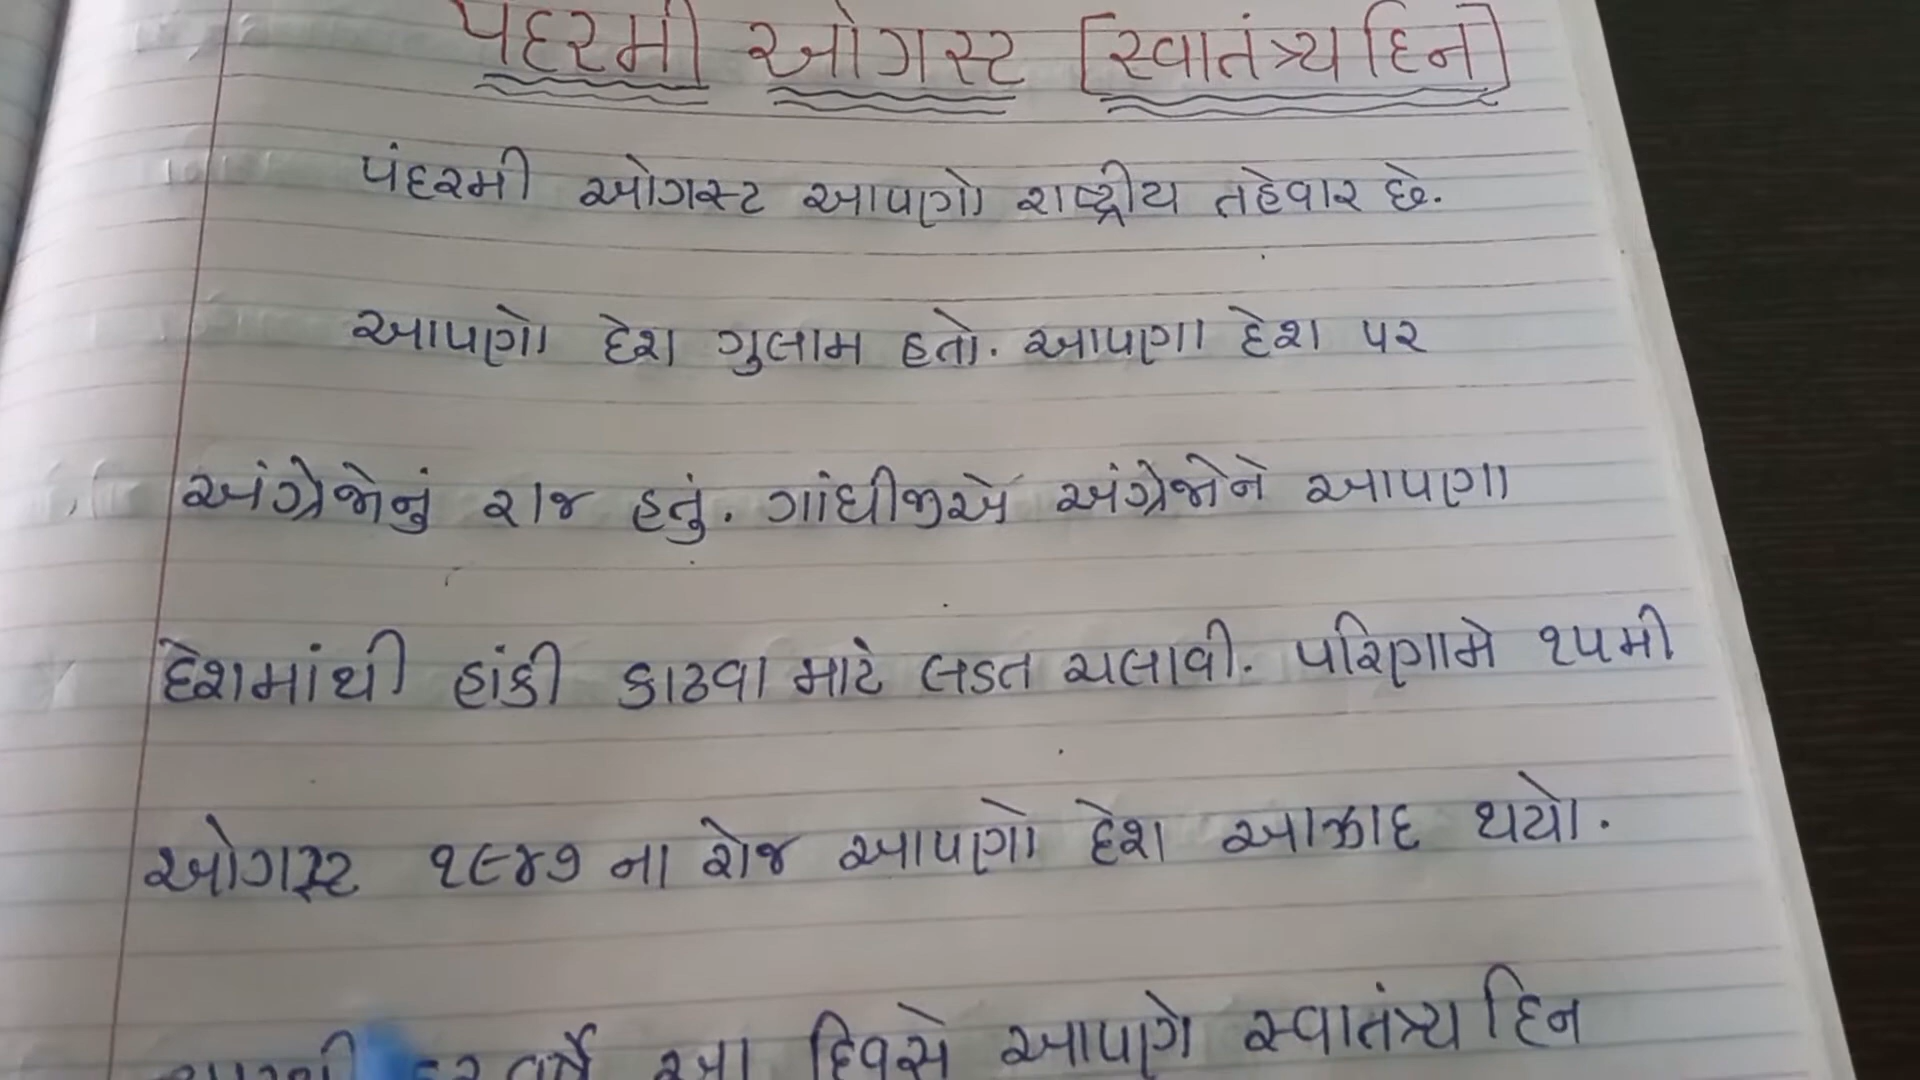 પંદરમી ઓગસ્ટ [સ્વાતંત્ર્ય દિન]
પંદરમી ઓગસ્ટ આપણો રાષ્ટ્રીય તહેવાર છે.
આપણો દેશ ગુલામ હતો. આપણા દેશ પર
અંગ્રેજોનું રાજ હતું. ગાંધીજીએ અંગ્રેજોને આપણા
દેશમાંથી હાંકી કાઢવા માટે લડત ચલાવી. પરિણામે ૧૫મી
ઓગસ્ટ ૧૯૪૭ ના રોજ આપણો દેશ આઝાદ થયો.
વર્ષે આ દિવસે આપણે સ્વાતંત્ર્ય દિન